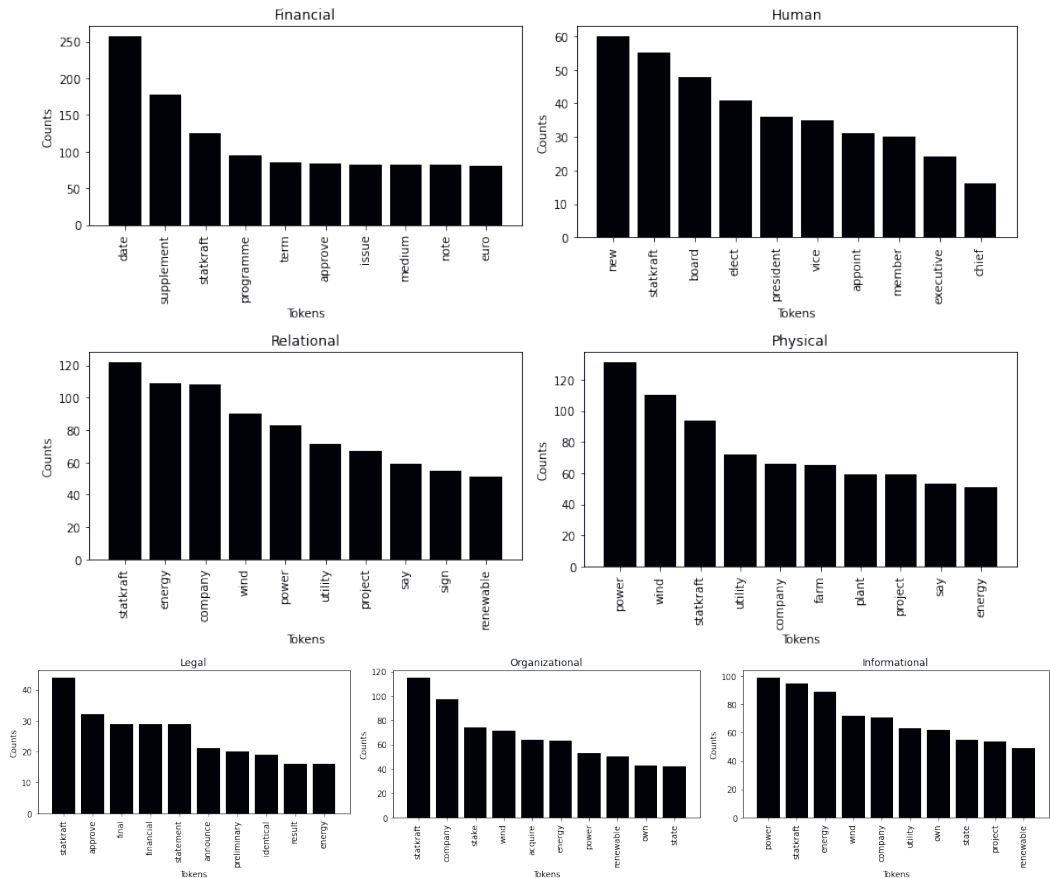 Financial
Counts
250
200
150
100
50
0
date supplement statkraft programme term approve issue medium note euro
Tokens
Human
Counts
60
50
40
30
20
10
0
new statkraft board elect president vice appoint member executive chief
Tokens
Relational
Counts
120
100
80
60
40
20
0
statkraft energy company wind power utility project say sign renewable
Tokens
Physical
Counts
120
100
80
60
40
20
0
power wind statkraft utility company farm plant project say energy
Tokens
Legal
Counts
40
30
20
10
0
statkraft approve final financial statement announce preliminary identical result energy
Tokens
Organizational
Counts
120
100
80
60
40
20
0
statkraft company stake wind acquire energy power renewable own state
Tokens
Informational
Counts
100
80
60
40
20
0
power statkraft energy wind company utility own state project renewable
Tokens